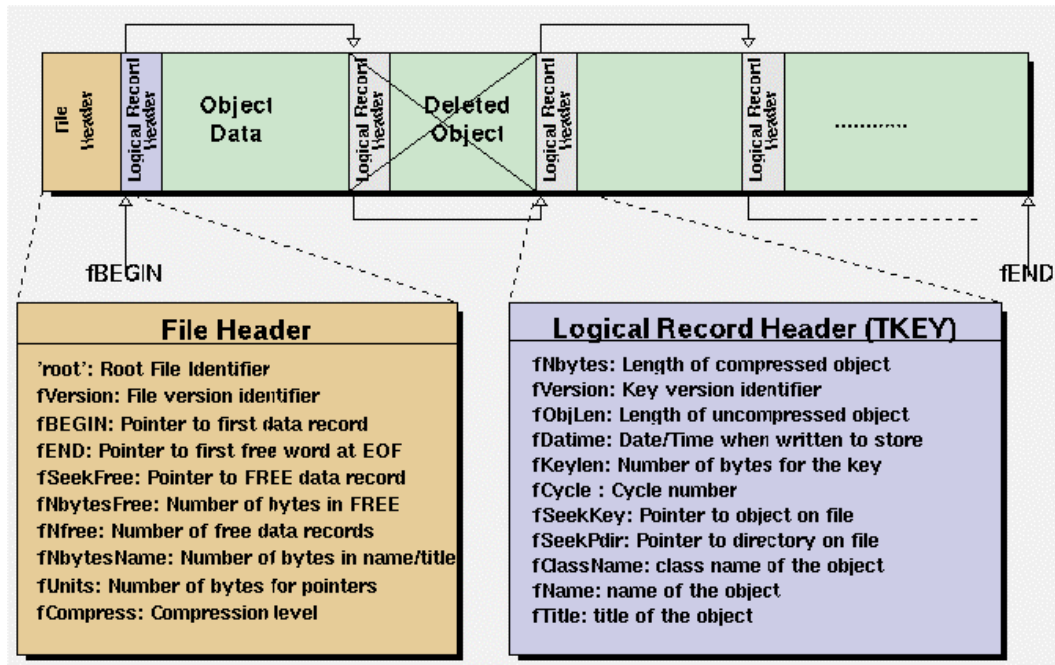 File
Header
Logical Record
Header
Object
Data
Logical Record
Header
Deleted
Object
Logical Record
Header
Logical Record
Header
............
fBEGIN
fEND
File Header
'root': Root File Identifier
fVersion: File version identifier
fBEGIN: Pointer to first data record
fEND: Pointer to first free word at EOF
fSeekFree: Pointer to FREE data record
fNbytesFree: Number of bytes in FREE
fNfree: Number of free data records
fNbytesName: Number of bytes in name/title
fUnits: Number of bytes for pointers
fCompress: Compression level
Logical Record Header (TKEY)
fNbytes: Length of compressed object
fVersion: Key version identifier
fObjLen: Length of uncompressed object
fDatime: Date/Time when written to store
fKeylen: Number of bytes for the key
fCycle : Cycle number
fSeekKey: Pointer to object on file
fSeekPdir: Pointer to directory on file
fClassName: class name of the object
fName: name of the object
fTitle: title of the object